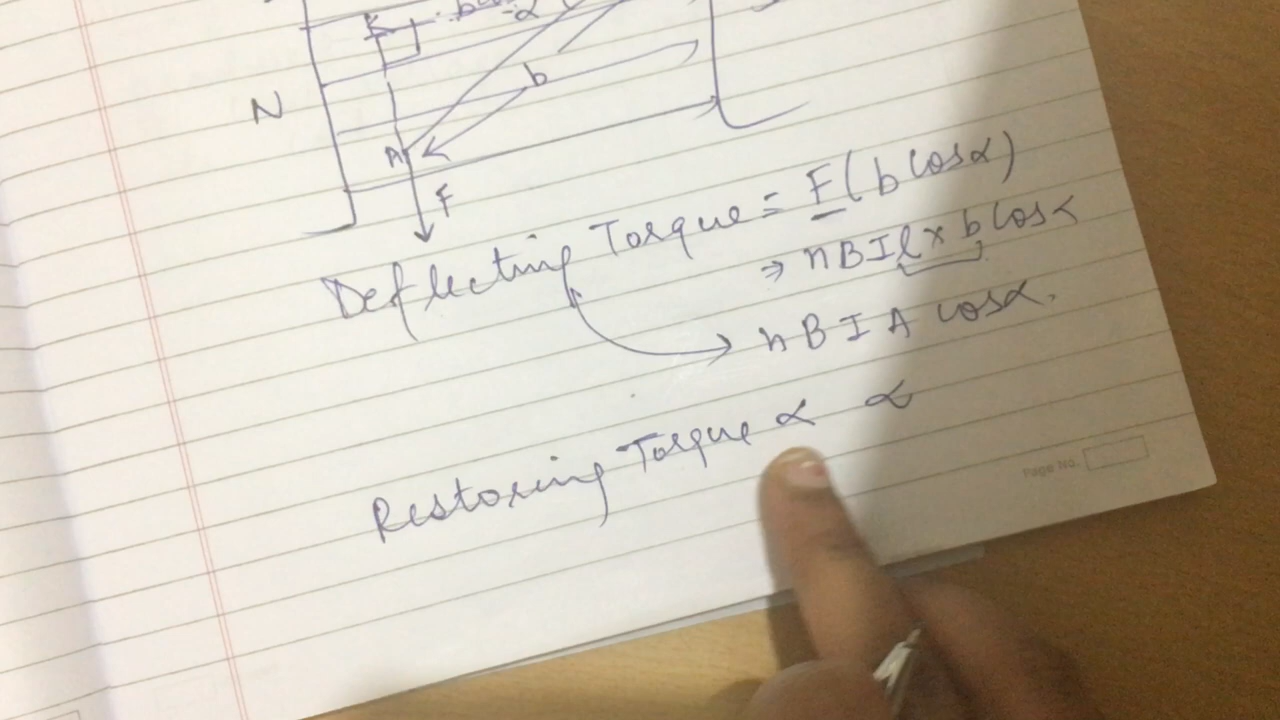 K
α
N
b
A
F
Deflecting Torque = F(b cosα)
⇒ nBIl × b cosα
nBIA cosα.
Restoring Torque ∝ α
Page No.